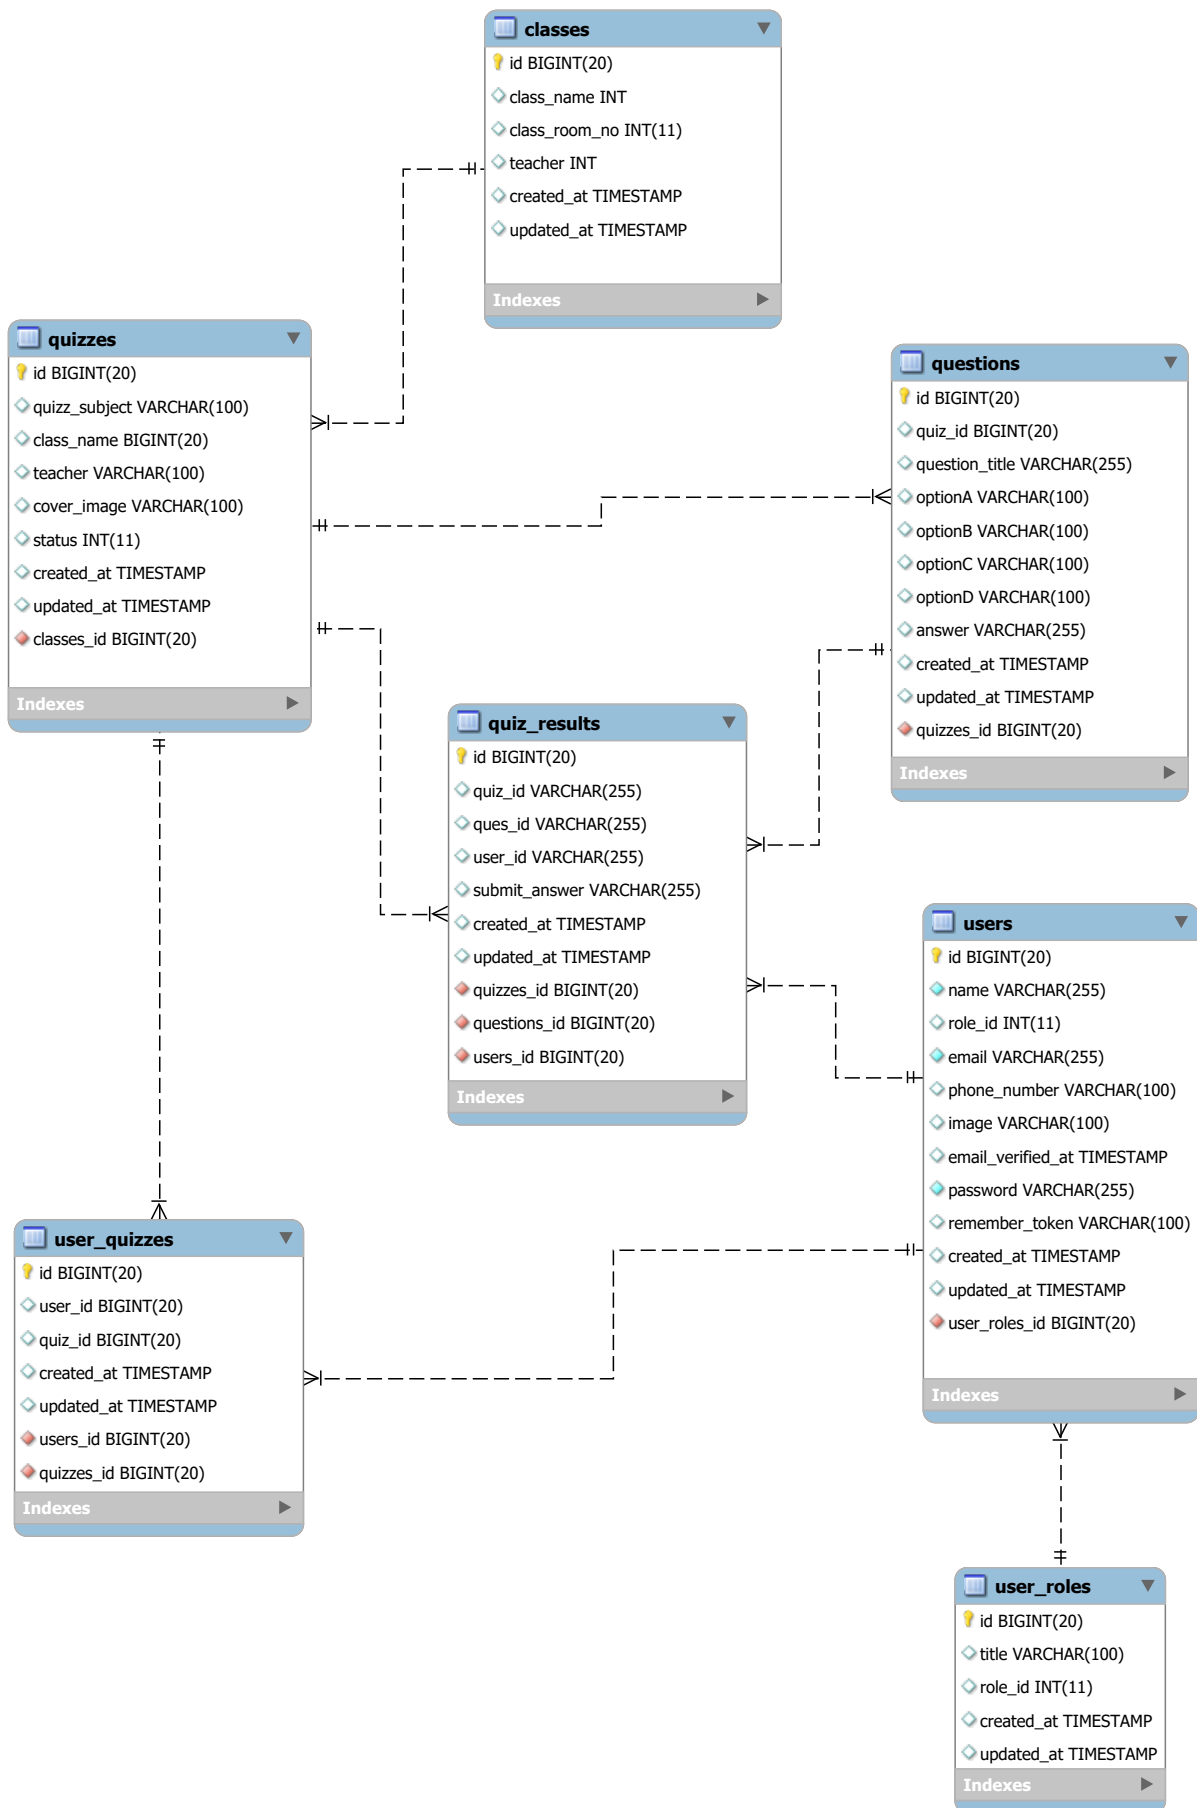 classes
id BIGINT(20)
class_name INT
class_room_no INT(11)
teacher INT
created_at TIMESTAMP
updated_at TIMESTAMP
Indexes
quizzes
id BIGINT(20)
quizz_subject VARCHAR(100)
class_name BIGINT(20)
teacher VARCHAR(100)
cover_image VARCHAR(100)
status INT(11)
created_at TIMESTAMP
updated_at TIMESTAMP
classes_id BIGINT(20)
Indexes
questions
id BIGINT(20)
quiz_id BIGINT(20)
question_title VARCHAR(255)
optionA VARCHAR(100)
optionB VARCHAR(100)
optionC VARCHAR(100)
optionD VARCHAR(100)
answer VARCHAR(255)
created_at TIMESTAMP
updated_at TIMESTAMP
quizzes_id BIGINT(20)
Indexes
quiz_results
id BIGINT(20)
quiz_id VARCHAR(255)
ques_id VARCHAR(255)
user_id VARCHAR(255)
submit_answer VARCHAR(255)
created_at TIMESTAMP
updated_at TIMESTAMP
quizzes_id BIGINT(20)
questions_id BIGINT(20)
users_id BIGINT(20)
Indexes
users
id BIGINT(20)
name VARCHAR(255)
role_id INT(11)
email VARCHAR(255)
phone_number VARCHAR(100)
image VARCHAR(100)
email_verified_at TIMESTAMP
password VARCHAR(255)
remember_token VARCHAR(100)
created_at TIMESTAMP
updated_at TIMESTAMP
user_roles_id BIGINT(20)
Indexes
user_quizzes
id BIGINT(20)
user_id BIGINT(20)
quiz_id BIGINT(20)
created_at TIMESTAMP
updated_at TIMESTAMP
users_id BIGINT(20)
quizzes_id BIGINT(20)
Indexes
user_roles
id BIGINT(20)
title VARCHAR(100)
role_id INT(11)
created_at TIMESTAMP
updated_at TIMESTAMP
Indexes